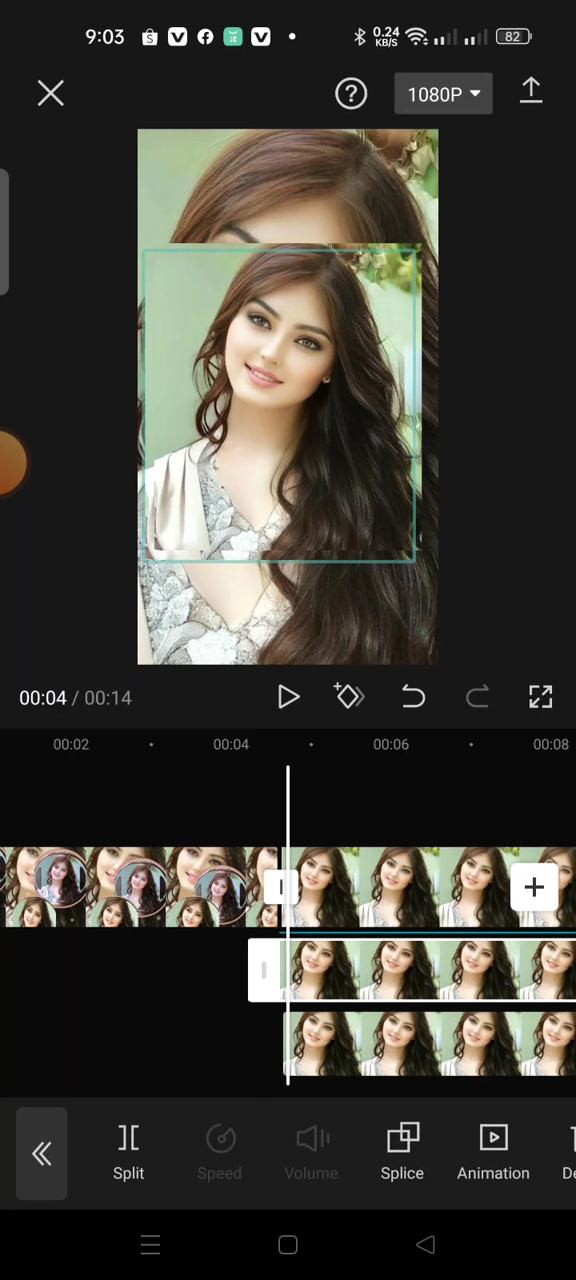 9:03
0.24
KB/S
82
1080P
00:04 / 00:14
00:02
00:04
00:06
00:08
Split
Speed
Volume
Splice
Animation
De